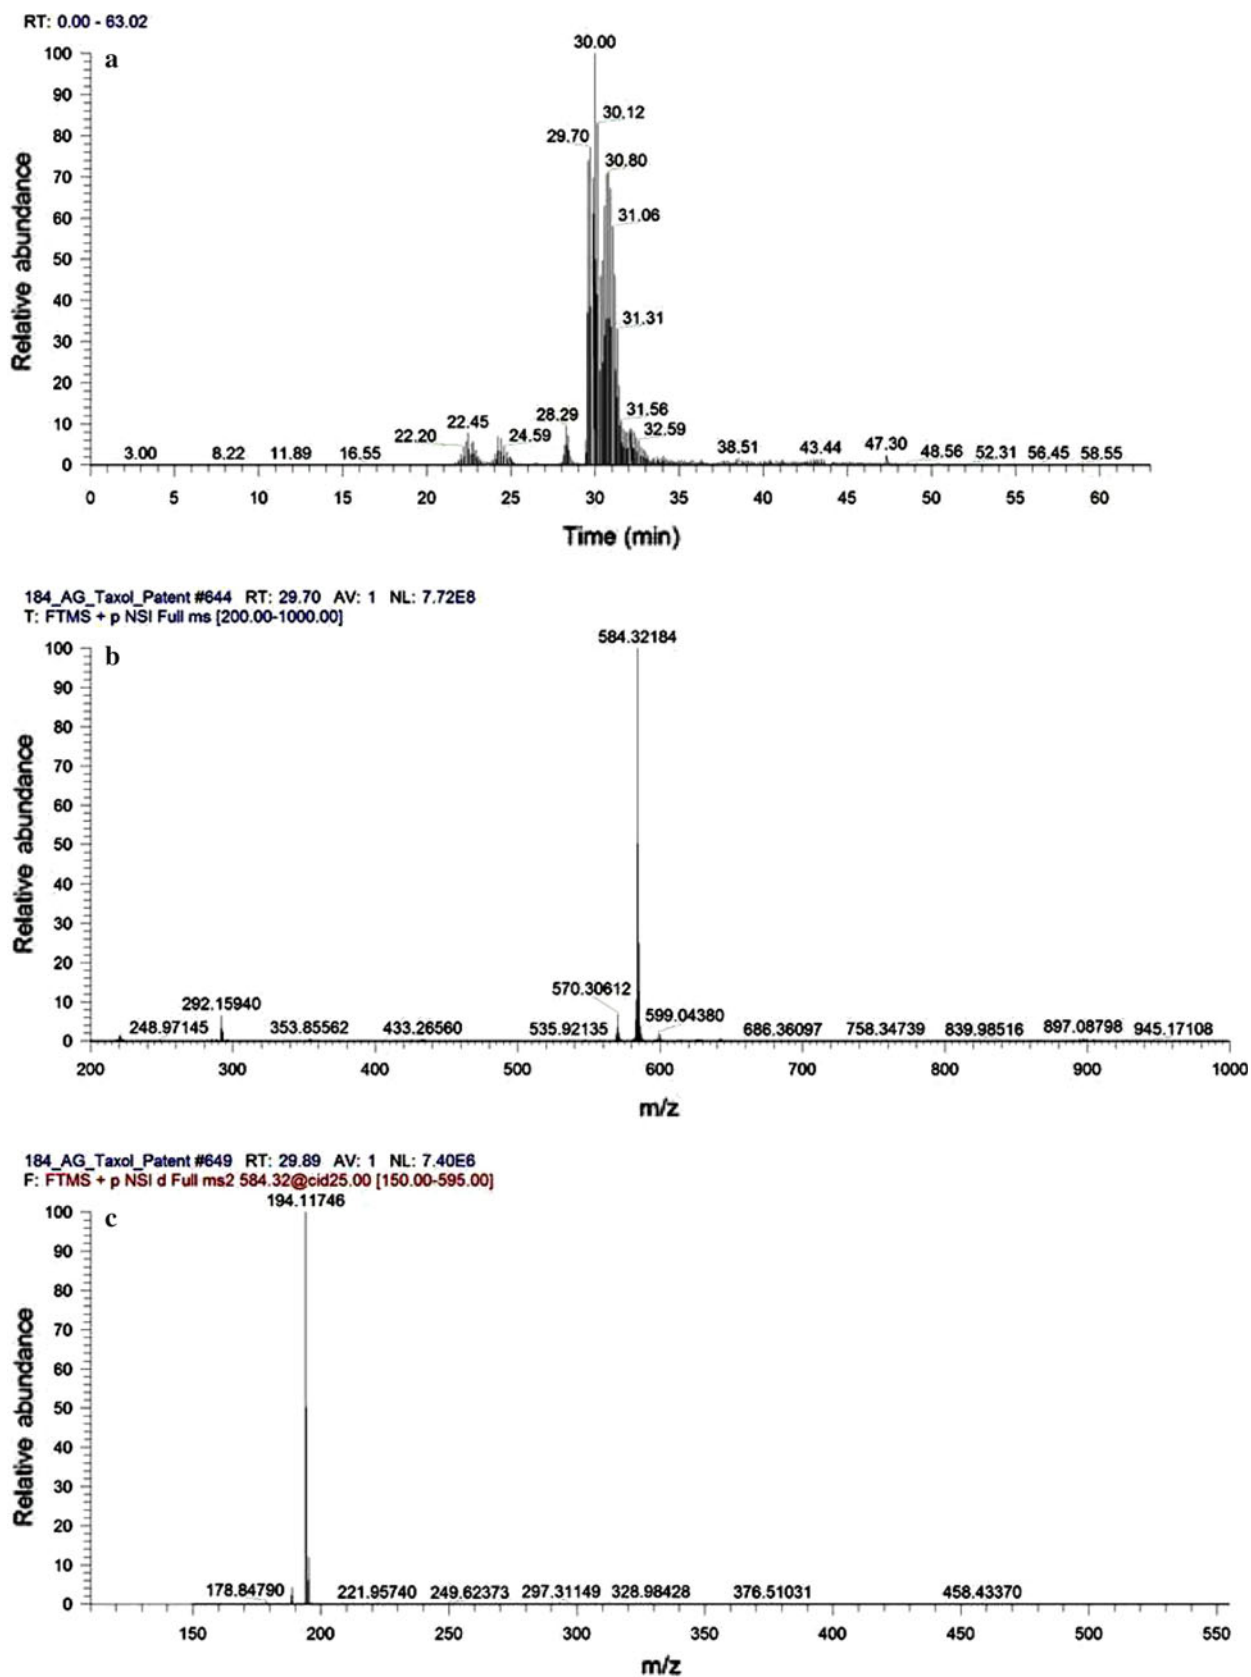 RT: 0.00 - 63.02
a
30.00
100
90
30.12
80
29.70
30.80
70
60
31.06
50
40
31.31
30
20
31.56
28.29
10
22.45
32.59
22.20
24.59
3.00 8.22 11.89 16.55 38.51 43.44 47.30 48.56 52.31 56.45 58.55
0
0 5 10 15 20 25 30 35 40 45 50 55 60
Relative abundance
Time (min)
184_AG_Taxol_Patent #644 RT: 29.70 AV: 1 NL: 7.72E8
T: FTMS + p NSI Full ms [200.00-1000.00]
584.32184
100
b
90
80
70
60
50
40
30
20
570.30612
10
292.15940
599.04380
248.97145 353.85562 433.26560 535.92135 686.36097 758.34739 839.98516 897.08798 945.17108
0
200 300 400 500 600 700 800 900 1000
Relative abundance
m/z
184_AG_Taxol_Patent #649 RT: 29.89 AV: 1 NL: 7.40E6
F: FTMS + p NSI d Full ms2 584.32@cid25.00 [150.00-595.00]
194.11746
100
c
90
80
70
60
50
40
30
20
10
178.84790 221.95740 249.62373 297.31149 328.98428 376.51031 458.43370
0
150 200 250 300 350 400 450 500 550
Relative abundance
m/z